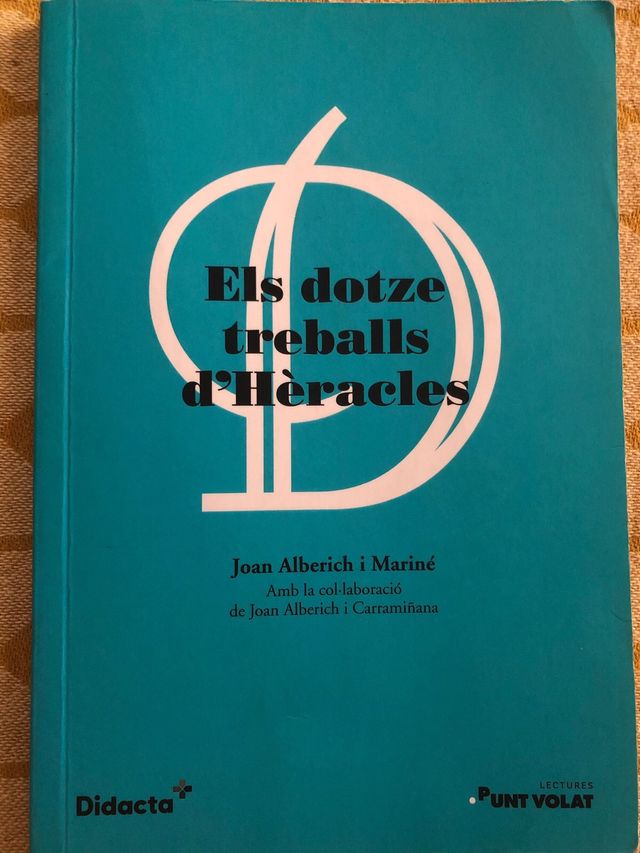 Els dotze
treballs
d'Hèracles
Joan Alberich i Mariné
Amb la col·laboració
de Joan Alberich i Carramiñana
Didacta+
LECTURES
.PUNT VOLAT